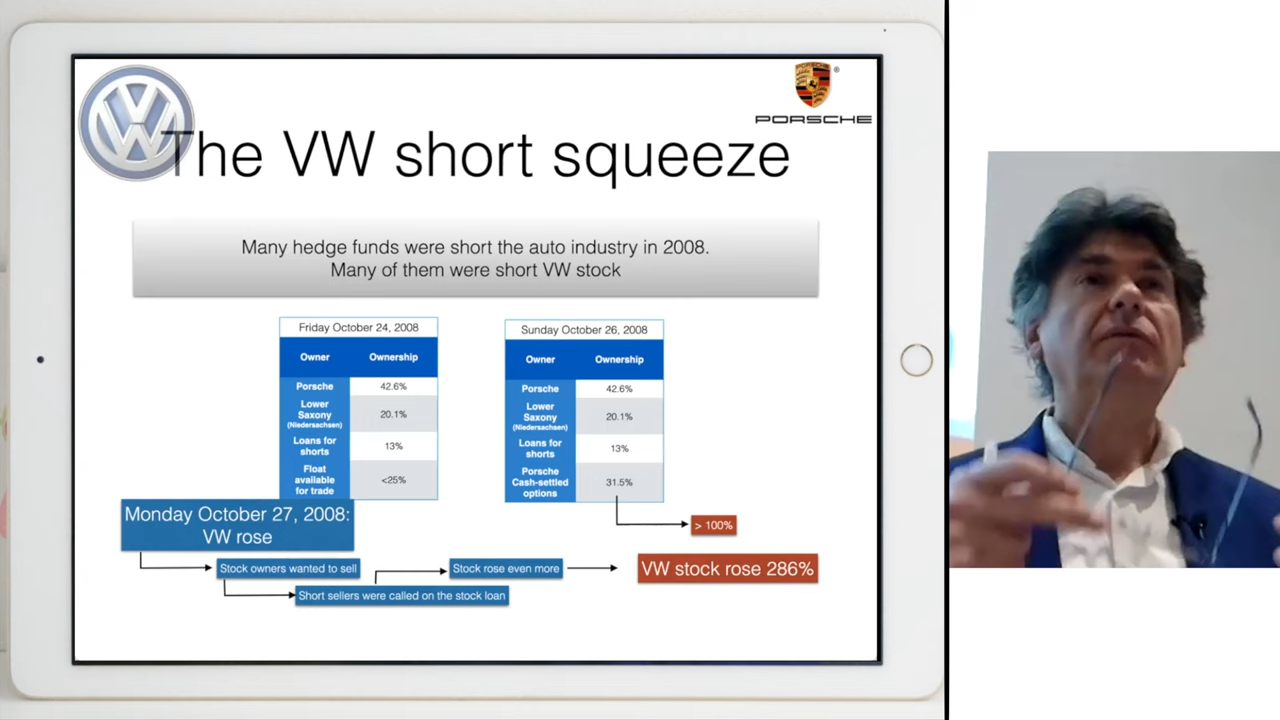 PORSCHE
PORSCHE
The VW short squeeze
Many hedge funds were short the auto industry in 2008.
Many of them were short VW stock
Friday October 24, 2008
Owner Ownership
Porsche 42.6%
Lower
Saxony 20.1%
(Niedersachsen)
Loans for
shorts 13%
Float
available <25%
for trade
Sunday October 26, 2008
Owner Ownership
Porsche 42.6%
Lower
Saxony 20.1%
(Niedersachsen)
Loans for
shorts 13%
Porsche
Cash-settled 31.5%
options
> 100%
Monday October 27, 2008:
VW rose
Stock owners wanted to sell
Short sellers were called on the stock loan
Stock rose even more
VW stock rose 286%